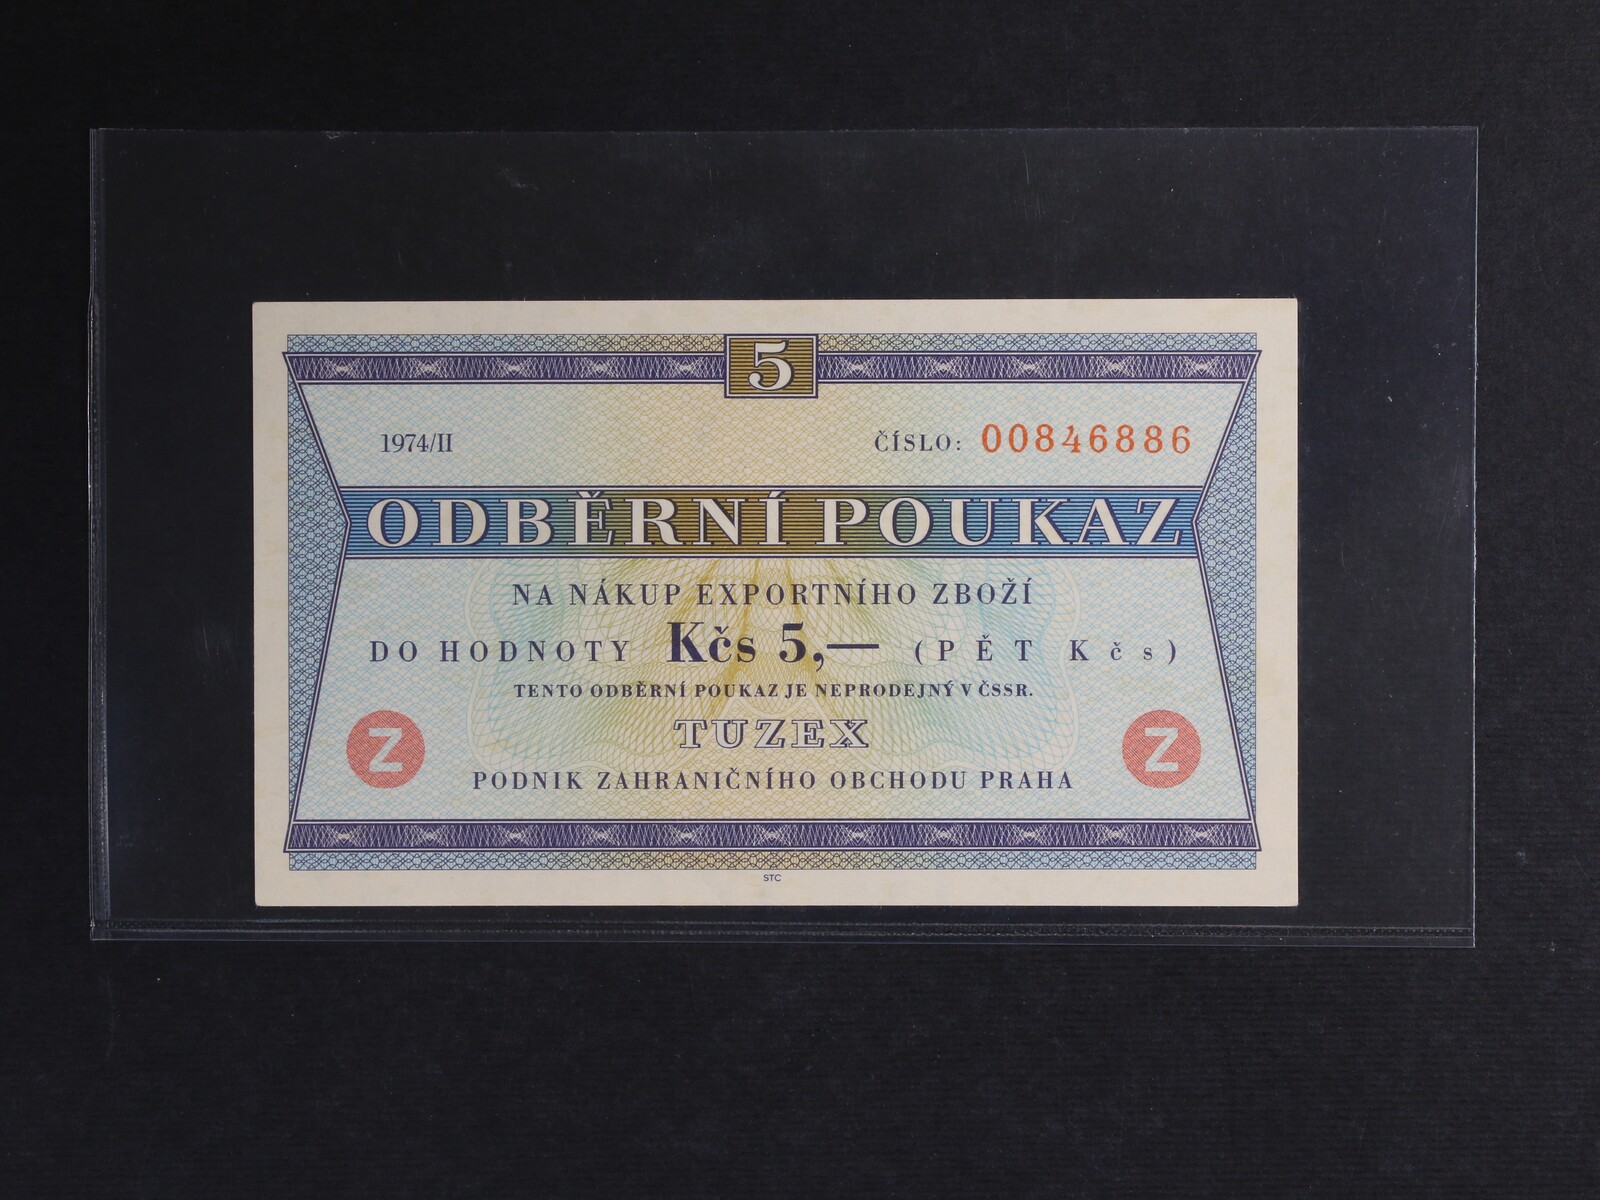 5
1974/II ČÍSLO: 00846886
ODBĚRNÍ POUKAZ
NA NÁKUP EXPORTNÍHO ZBOŽÍ
DO HODNOTY Kčs 5,— (PĚT Kčs)
TENTO ODBĚRNÍ POUKAZ JE NEPRODEJNÝ V ČSSR.
TUZEX
Z Z
PODNIK ZAHRANIČNÍHO OBCHODU PRAHA
STC